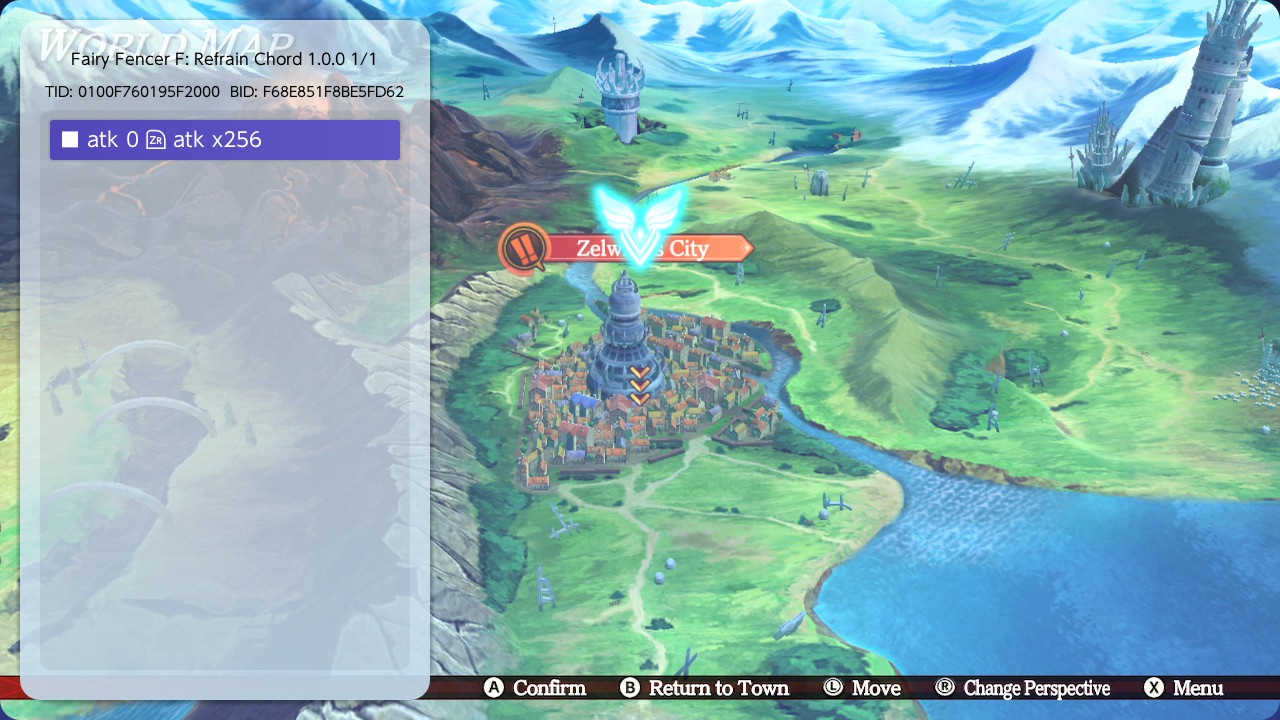 WORLD MAP
Fairy Fencer F: Refrain Chord 1.0.0 1/1
TID: 0100F760195F2000 BID: F68E851F8BE5FD62
atk 0 ZR atk x256
City
A Confirm B Return to Town L Move R Change Perspective X Menu